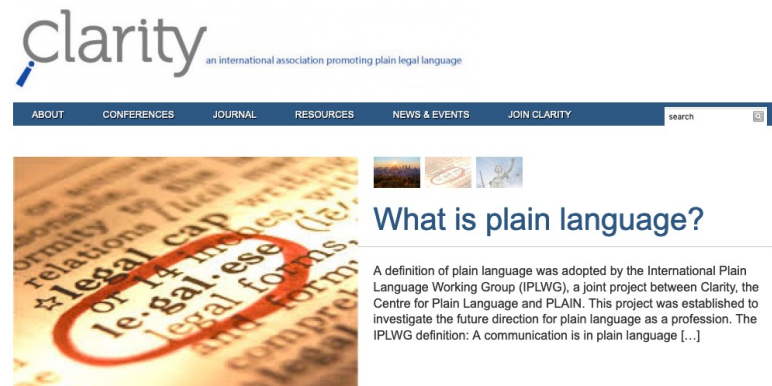 Clarity
an international association promoting plain legal language
ABOUT CONFERENCES JOURNAL RESOURCES NEWS & EVENTS JOIN CLARITY search
What is plain language?
A definition of plain language was adopted by the International Plain
Language Working Group (IPLWG), a joint project between Clarity, the
Centre for Plain Language and PLAIN. This project was established to
investigate the future direction for plain language as a profession. The
IPLWG definition: A communication is in plain language […]
relations
legal cap
or 14 inches,
le·gal·ese
legal forms.
and